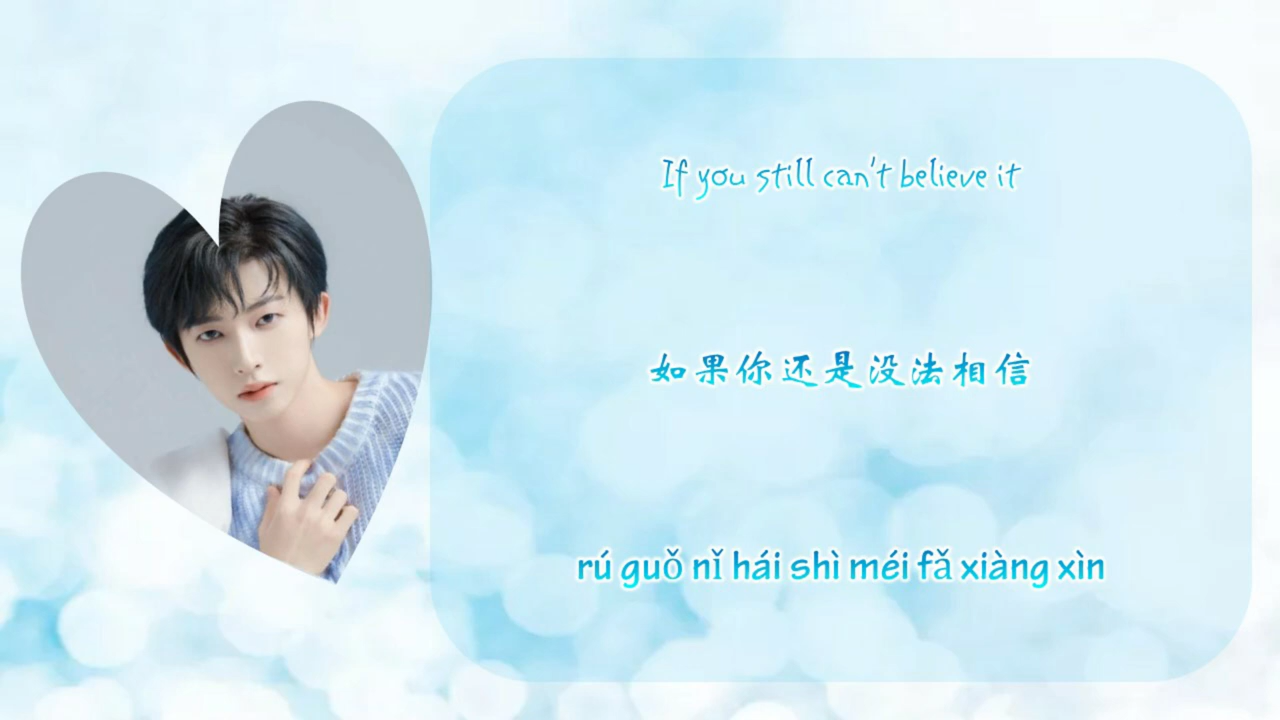 If you still can't believe it
如果你还是没法相信
rú guǒ nǐ hái shì méi fǎ xiàng xìn